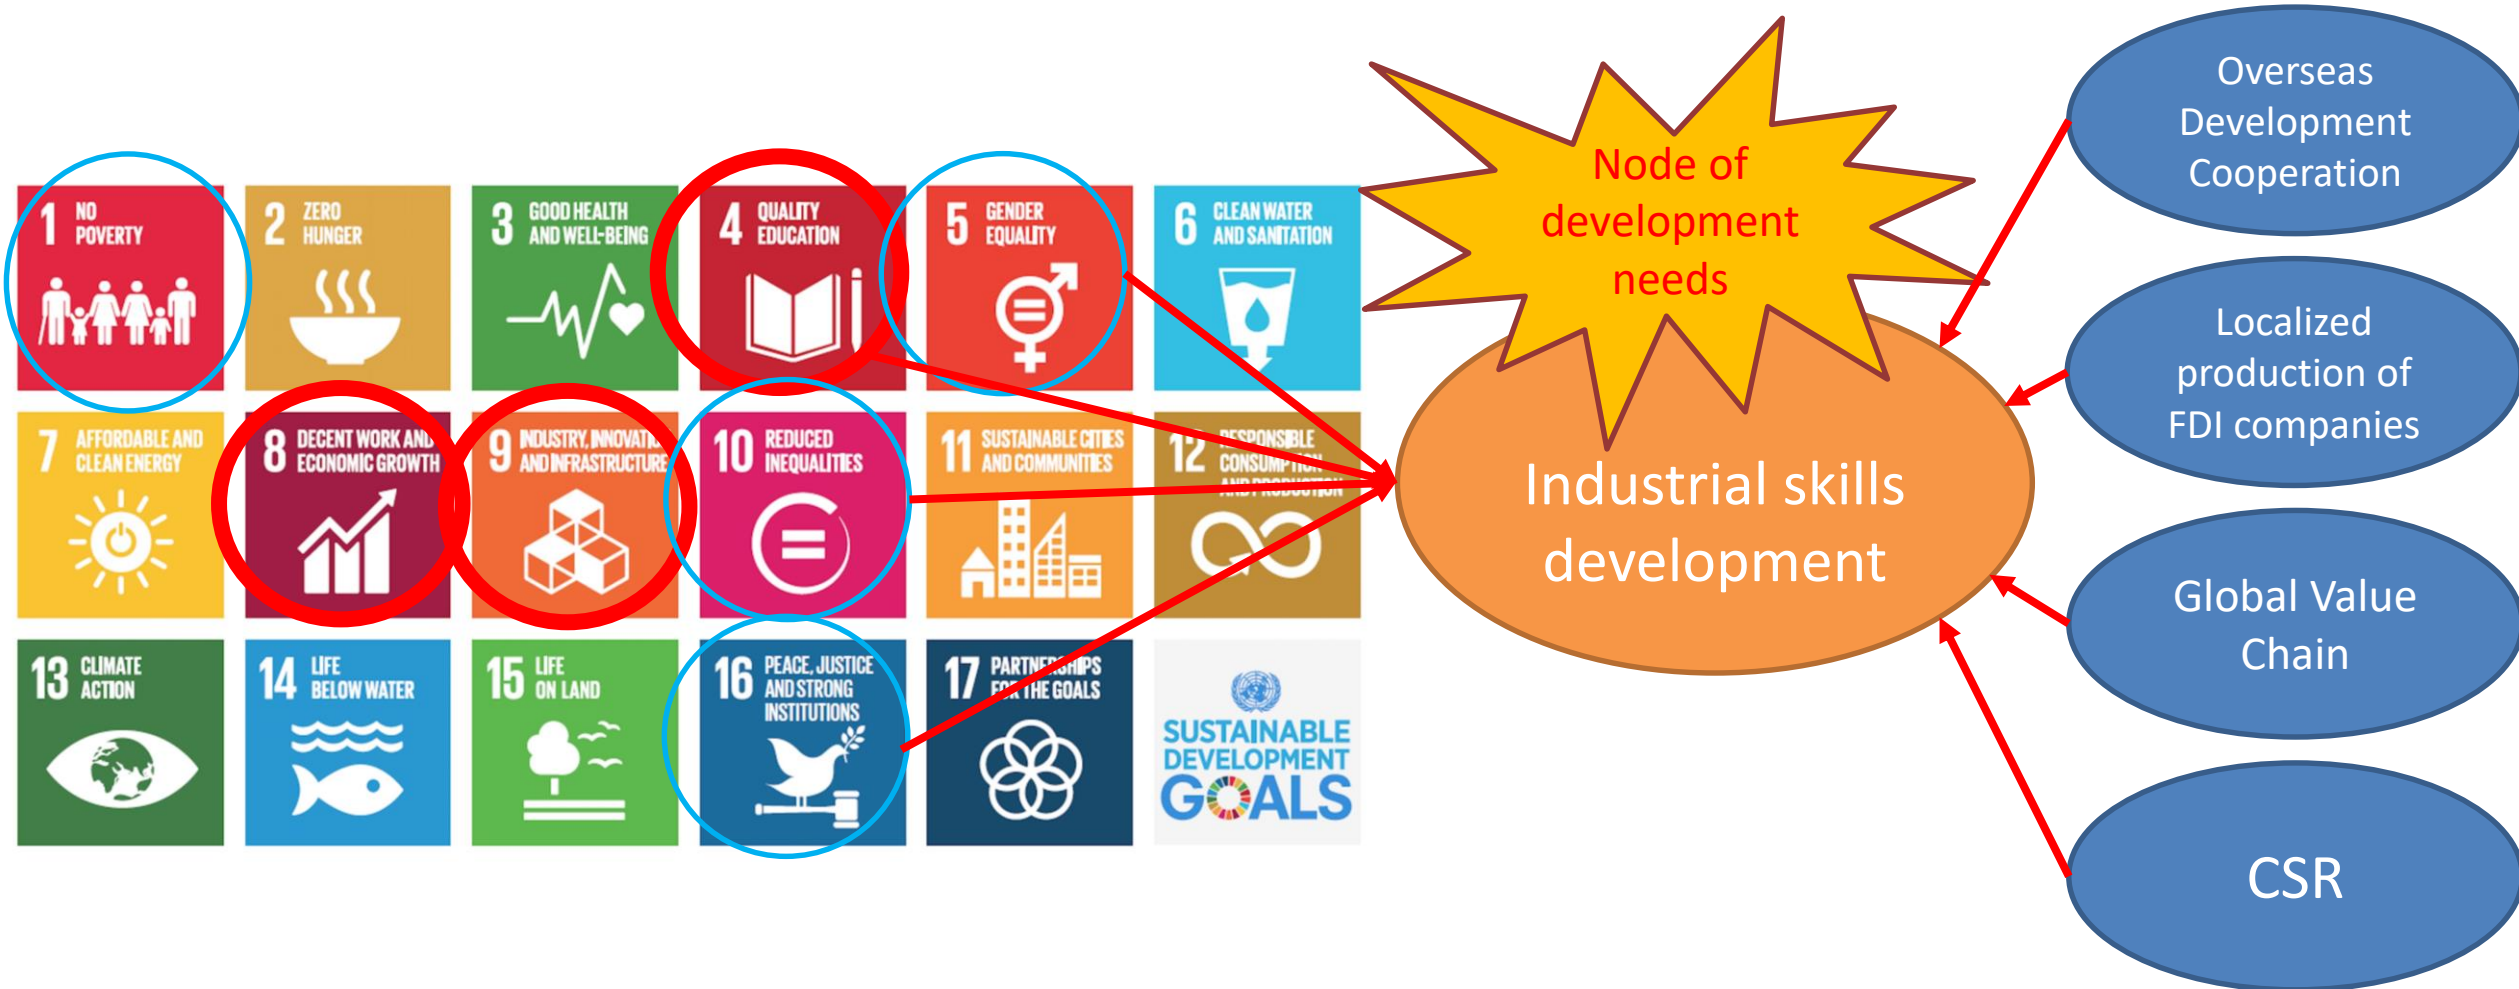 1 NO
POVERTY
2 ZERO
HUNGER
3 GOOD HEALTH
AND WELL-BEING
4 QUALITY
EDUCATION
5 GENDER
EQUALITY
6 CLEAN WATER
AND SANITATION
7 AFFORDABLE AND
CLEAN ENERGY
8 DECENT WORK AND
ECONOMIC GROWTH
9 INDUSTRY, INNOVATION
AND INFRASTRUCTURE
10 REDUCED
INEQUALITIES
11 SUSTAINABLE CITIES
AND COMMUNITIES
12 RESPONSIBLE
CONSUMPTION
AND PRODUCTION
13 CLIMATE
ACTION
14 LIFE
BELOW WATER
15 LIFE
ON LAND
16 PEACE, JUSTICE
AND STRONG
INSTITUTIONS
17 PARTNERSHIPS
FOR THE GOALS
SUSTAINABLE
DEVELOPMENT
GOALS
Node of
development
needs
Industrial skills
development
Overseas
Development
Cooperation
Localized
production of
FDI companies
Global Value
Chain
CSR